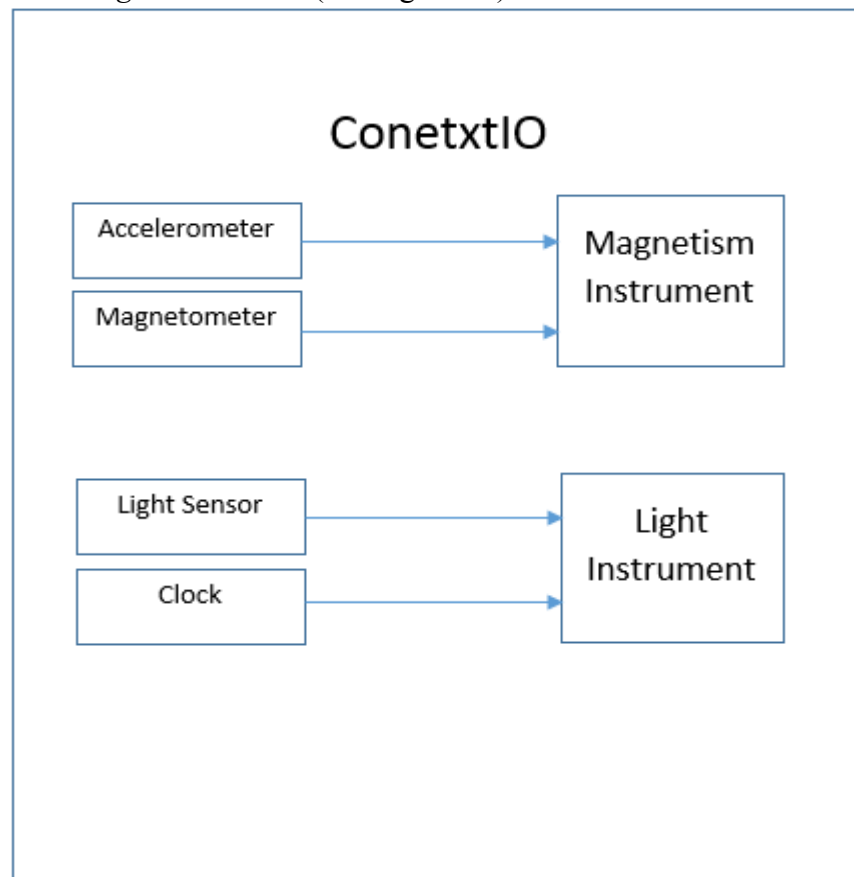 ConetxtIO
Accelerometer
Magnetism
Instrument
Magnetometer
Light Sensor
Light
Instrument
Clock